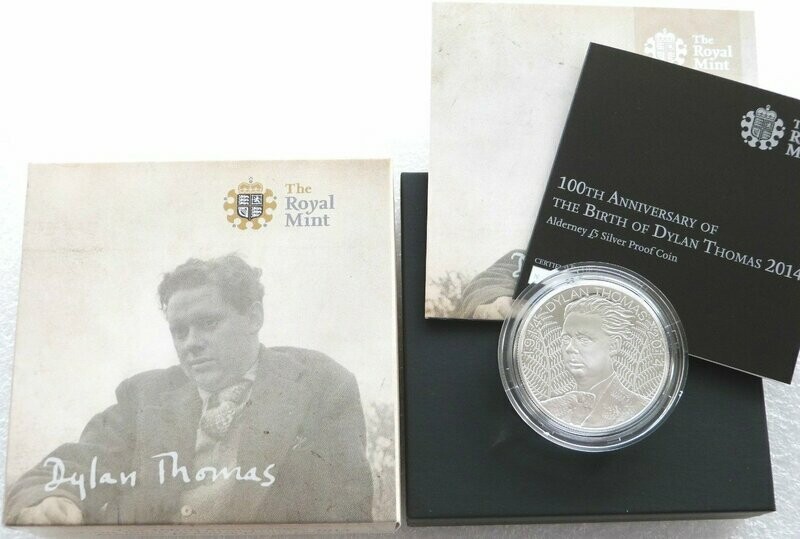 The
Royal
Mint
Dylan Thomas
The
Royal
Mint
100TH ANNIVERSARY OF
THE BIRTH OF DYLAN THOMAS 2014
Alderney £5 Silver Proof Coin
DYLAN THOMAS